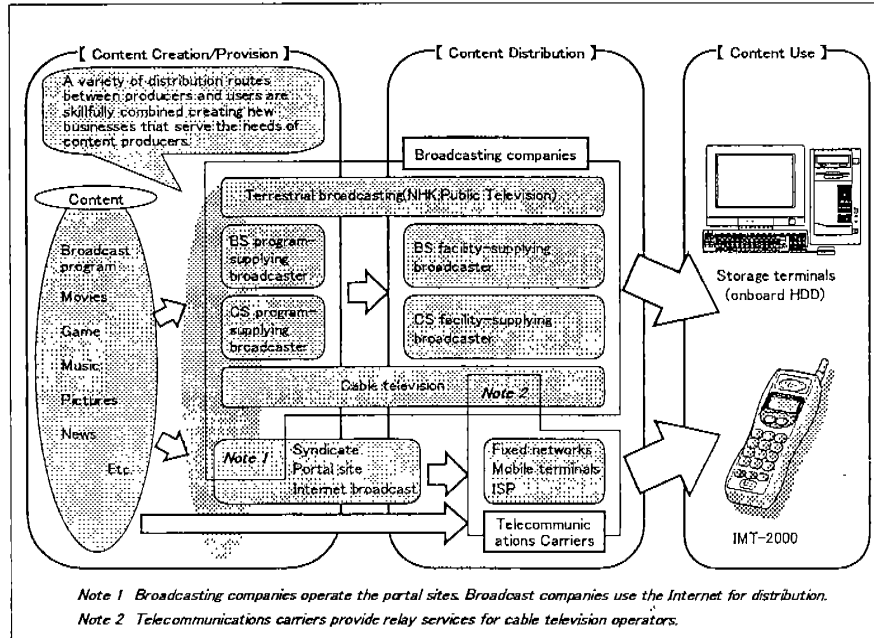 【 Content Creation/Provision 】
【 Content Distribution 】
【 Content Use 】
A variety of distribution routes
between producers and users are
skillfully combined creating new
businesses that serve the needs of
content producers.
Broadcasting companies
Content
Terrestrial broadcasting(NHK,Public Television)
Broadcast
program
Movies
Game
Music
Pictures
News
Etc.
BS program-
supplying
broadcaster
BS facility-supplying
broadcaster
CS program-
supplying
broadcaster
CS facility-supplying
broadcaster
Cable television
Note 2
Note 1
Syndicate
Portal site
Internet broadcast
Fixed networks
Mobile terminals
ISP
Telecommunic
ations Carriers
Storage terminals
(onboard HDD)
IMT-2000
Note 1 Broadcasting companies operate the portal sites. Broadcast companies use the Internet for distribution.
Note 2 Telecommunications carriers provide relay services for cable television operators.